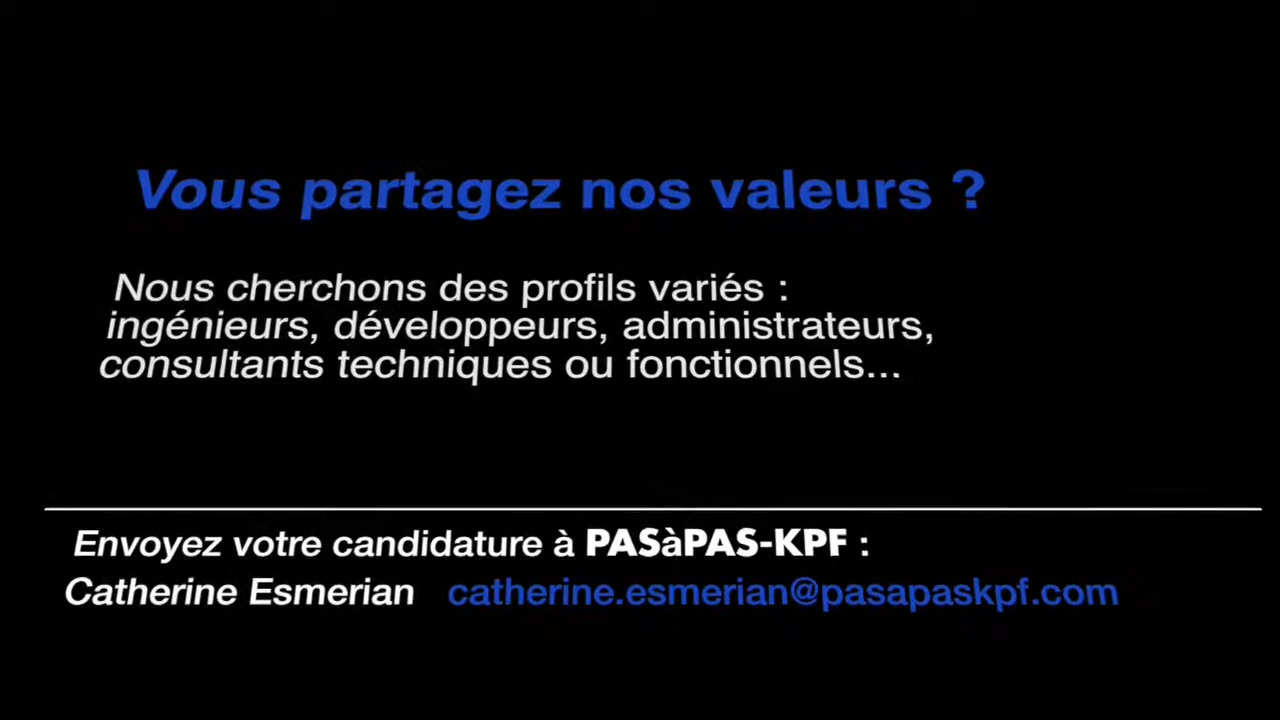 Vous partagez nos valeurs ?
Nous cherchons des profils variés :
ingénieurs, développeurs, administrateurs,
consultants techniques ou fonctionnels...
Envoyez votre candidature à PASàPAS-KPF :
Catherine Esmerian catherine.esmerian@pasapaskpf.com